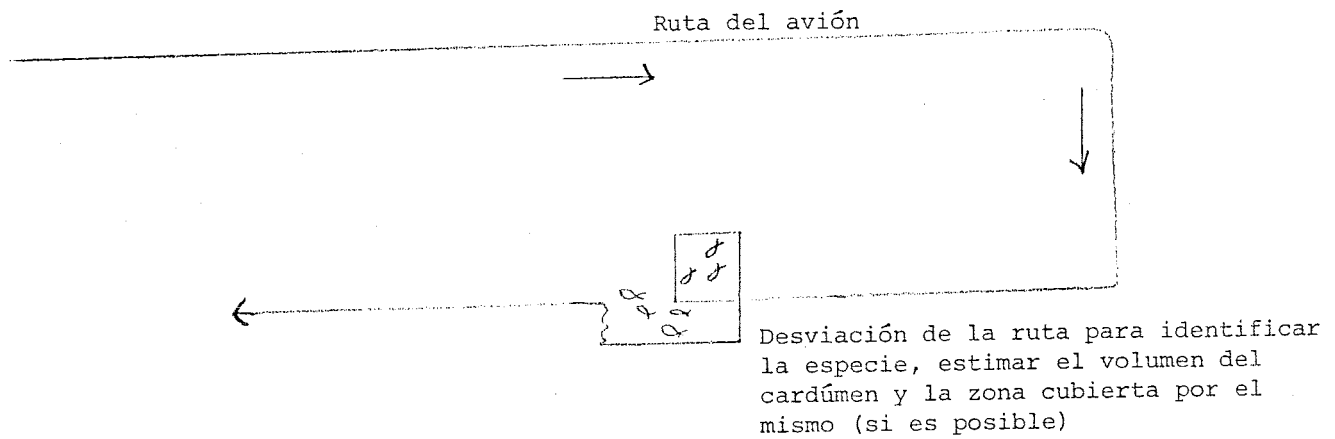 Ruta del avión
Desviación de la ruta para identificar
la especie, estimar el volumen del
cardúmen y la zona cubierta por el
mismo (si es posible)